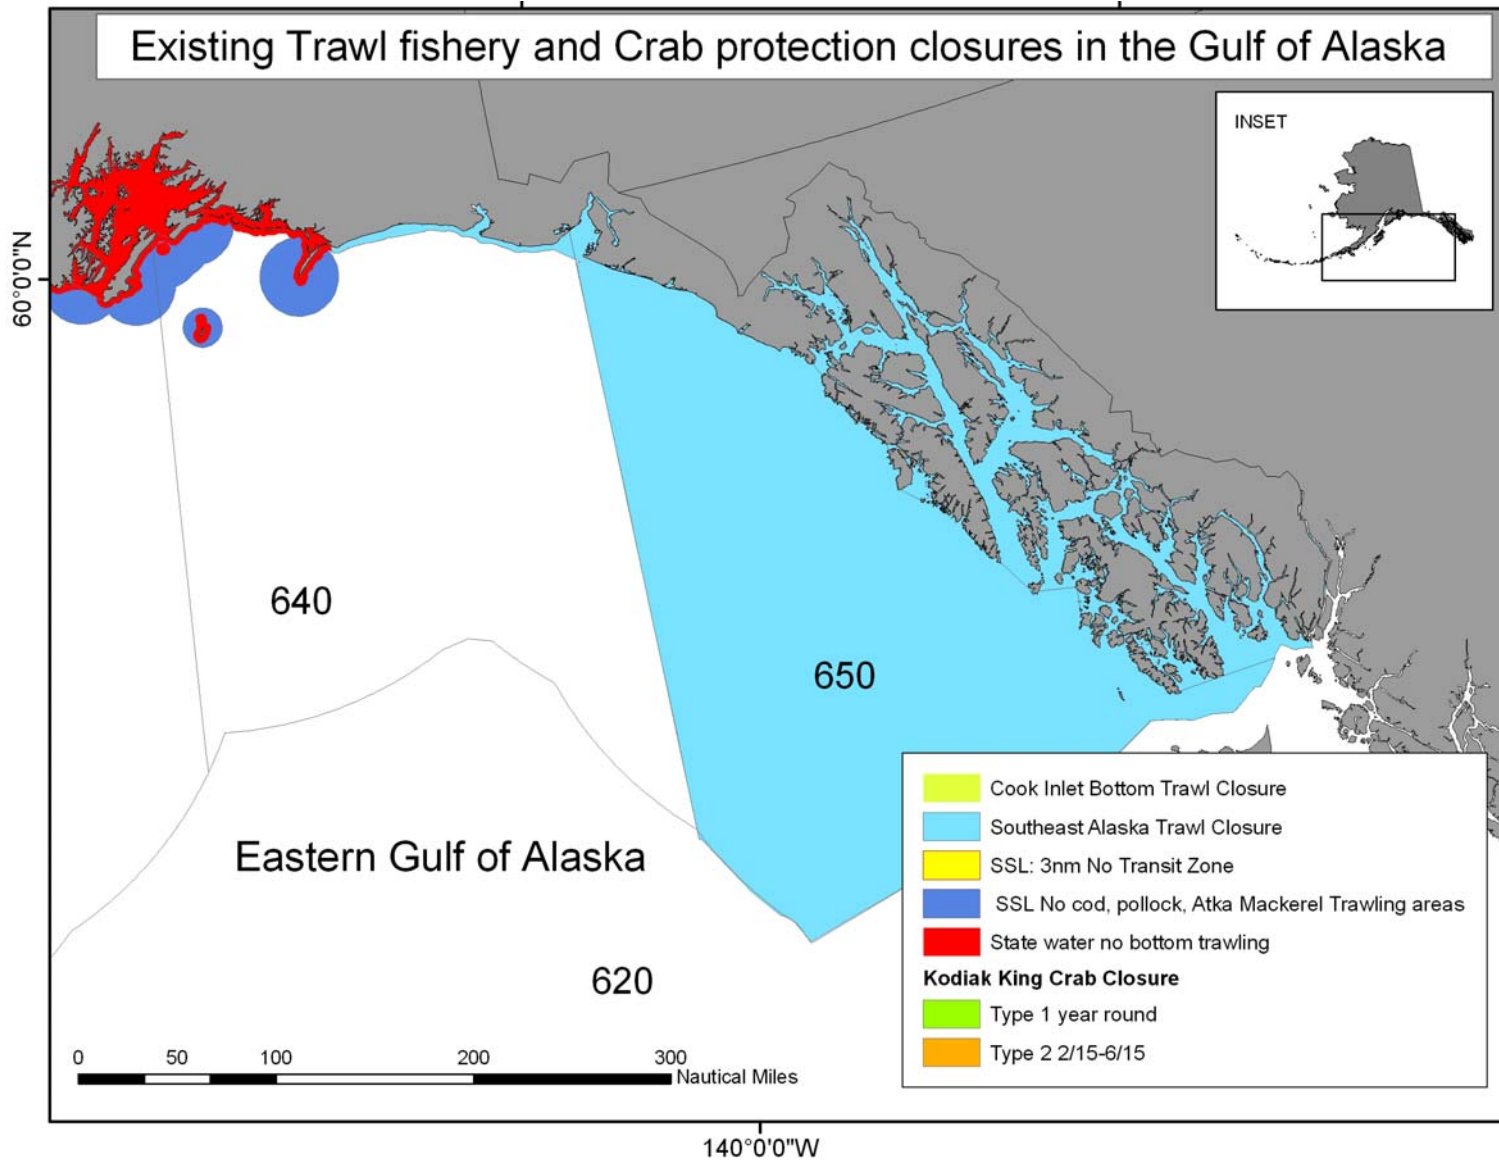 Existing Trawl fishery and Crab protection closures in the Gulf of Alaska
INSET
60°0'0"N
640
650
Eastern Gulf of Alaska
620
Cook Inlet Bottom Trawl Closure
Southeast Alaska Trawl Closure
SSL: 3nm No Transit Zone
SSL No cod, pollock, Atka Mackerel Trawling areas
State water no bottom trawling
Kodiak King Crab Closure
Type 1 year round
Type 2 2/15-6/15
0 50 100 200 300
Nautical Miles
140°0'0"W